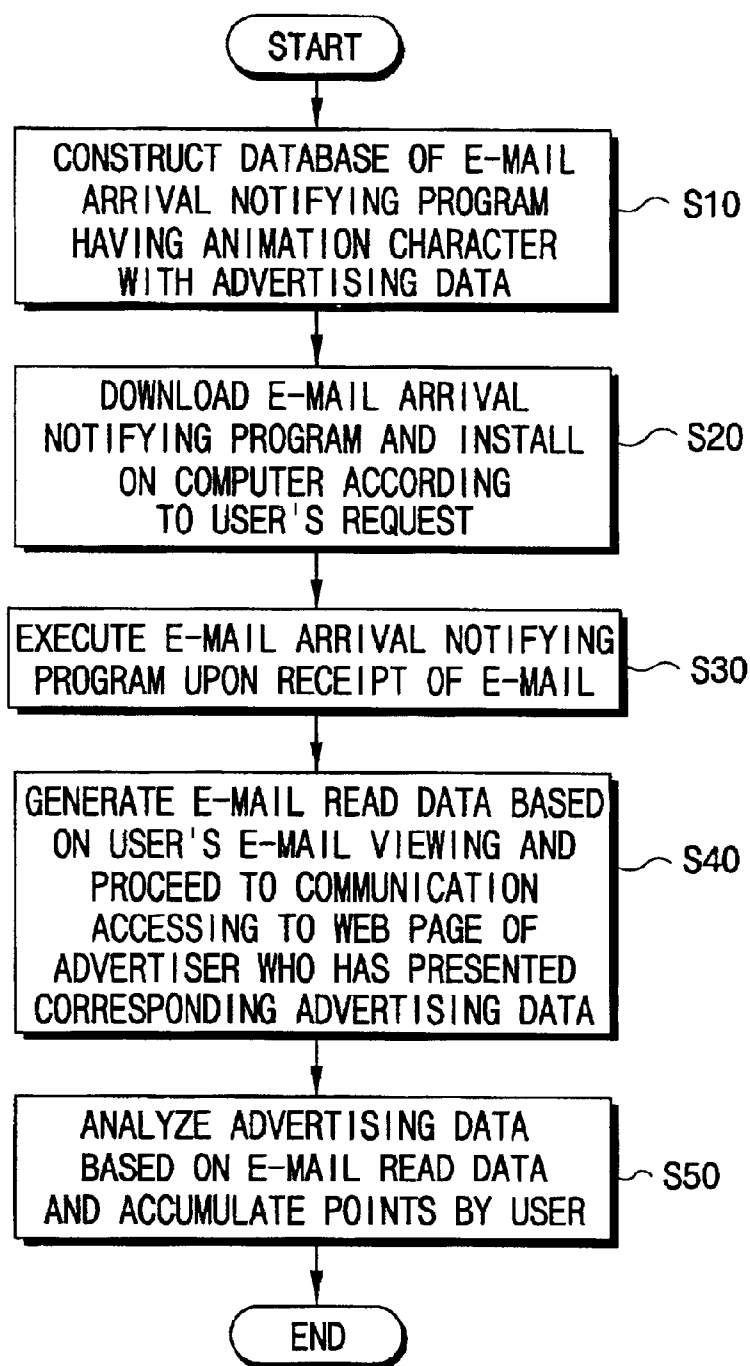 START
CONSTRUCT DATABASE OF E-MAIL
ARRIVAL NOTIFYING PROGRAM
HAVING ANIMATION CHARACTER
WITH ADVERTISING DATA
S10
DOWNLOAD E-MAIL ARRIVAL
NOTIFYING PROGRAM AND INSTALL
ON COMPUTER ACCORDING
TO USER'S REQUEST
S20
EXECUTE E-MAIL ARRIVAL NOTIFYING
PROGRAM UPON RECEIPT OF E-MAIL
S30
GENERATE E-MAIL READ DATA BASED
ON USER'S E-MAIL VIEWING AND
PROCEED TO COMMUNICATION
ACCESSING TO WEB PAGE OF
ADVERTISER WHO HAS PRESENTED
CORRESPONDING ADVERTISING DATA
S40
ANALYZE ADVERTISING DATA
BASED ON E-MAIL READ DATA
AND ACCUMULATE POINTS BY USER
S50
END